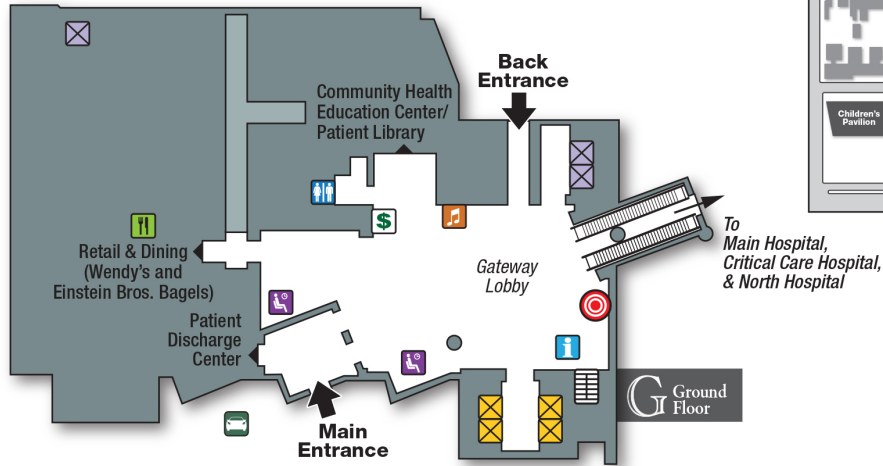 Back
Entrance
Community Health
Education Center/
Patient Library
Children's
Pavilion
$
To
Main Hospital,
Critical Care Hospital,
& North Hospital
Retail & Dining
(Wendy's and
Einstein Bros. Bagels)
Gateway
Lobby
Patient
Discharge
Center
i
G Ground
Floor
Main
Entrance